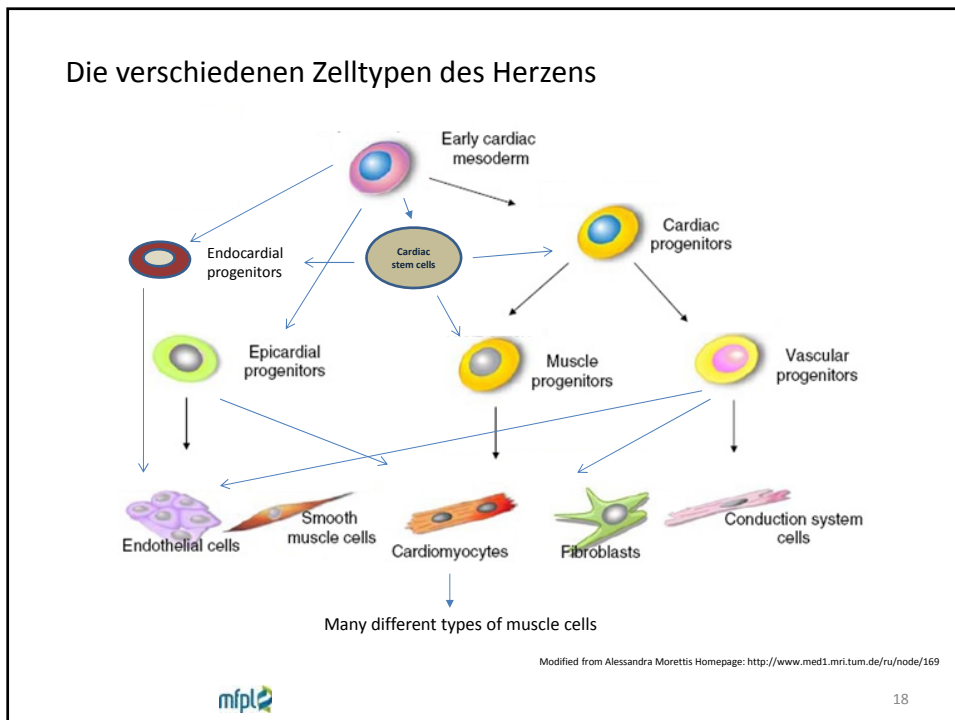 Die verschiedenen Zelltypen des Herzens
Early cardiac
mesoderm
Cardiac
progenitors
Endocardial
progenitors
Cardiac
stem cells
Epicardial
progenitors
Muscle
progenitors
Vascular
progenitors
Endothelial cells
Smooth
muscle cells
Cardiomyocytes
Fibroblasts
Conduction system
cells
Many different types of muscle cells
Modified from Alessandra Morettis Homepage: http://www.med1.mri.tum.de/ru/node/169
mfpl
18